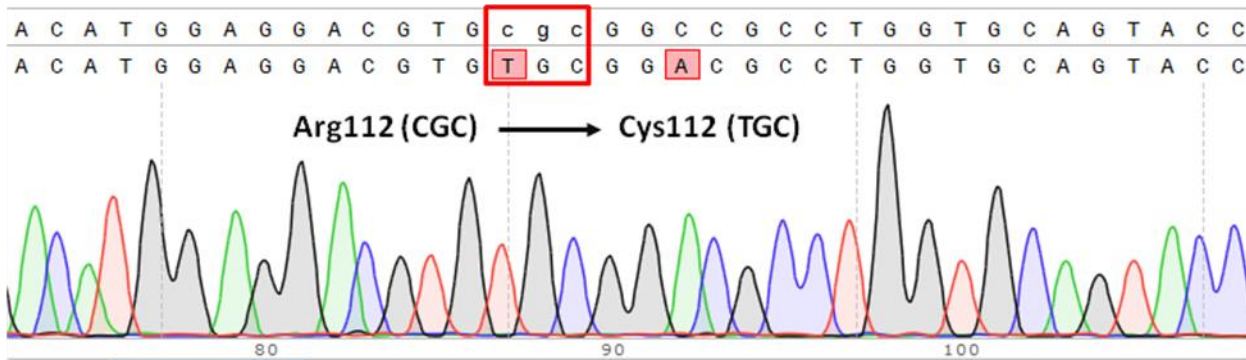 A C A T G G A G G A C G T G c g c G G C C G C C T G G T G C A G T A C C
A C A T G G A G G A C G T G T G C G G A C G C C T G G T G C A G T A C C
Arg112 (CGC) → Cys112 (TGC)
80 90 100